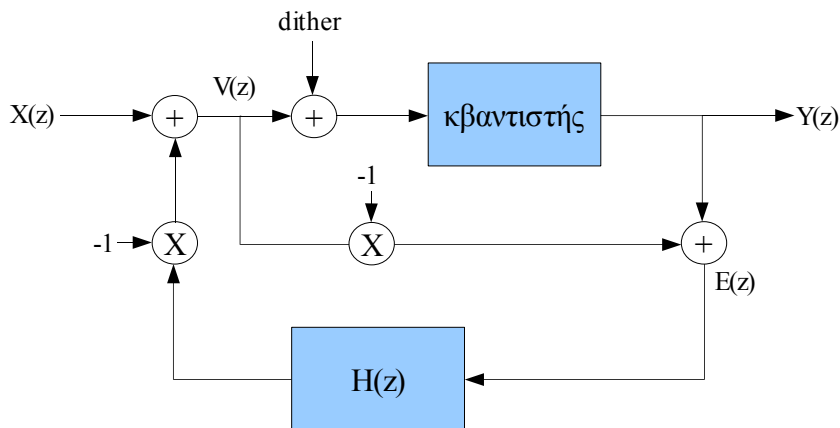 dither
X(z)
+
V(z)
+
κβαντιστής
Y(z)
-1
-1
X
X
+
E(z)
H(z)